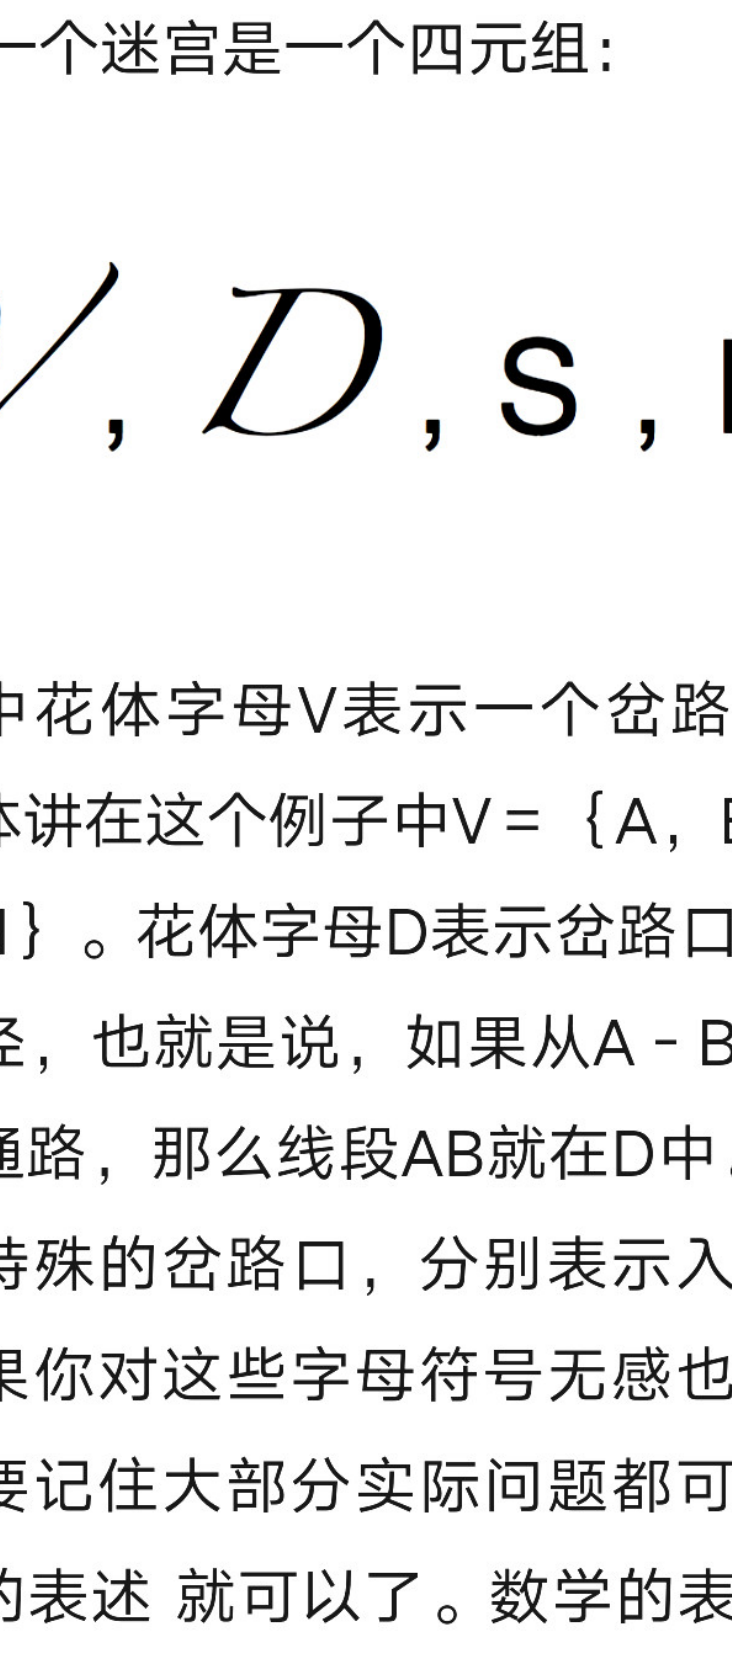 一个迷宫是一个四元组：
, D , s ,
中花体字母V表示一个岔路
体讲在这个例子中V = {A,
}。花体字母D表示岔路口
径，也就是说，如果从A - B
通路，那么线段AB就在D中
特殊的岔路口，分别表示入
果你对这些字母符号无感也
要记住大部分实际问题都可
的表述 就可以了。数学的表